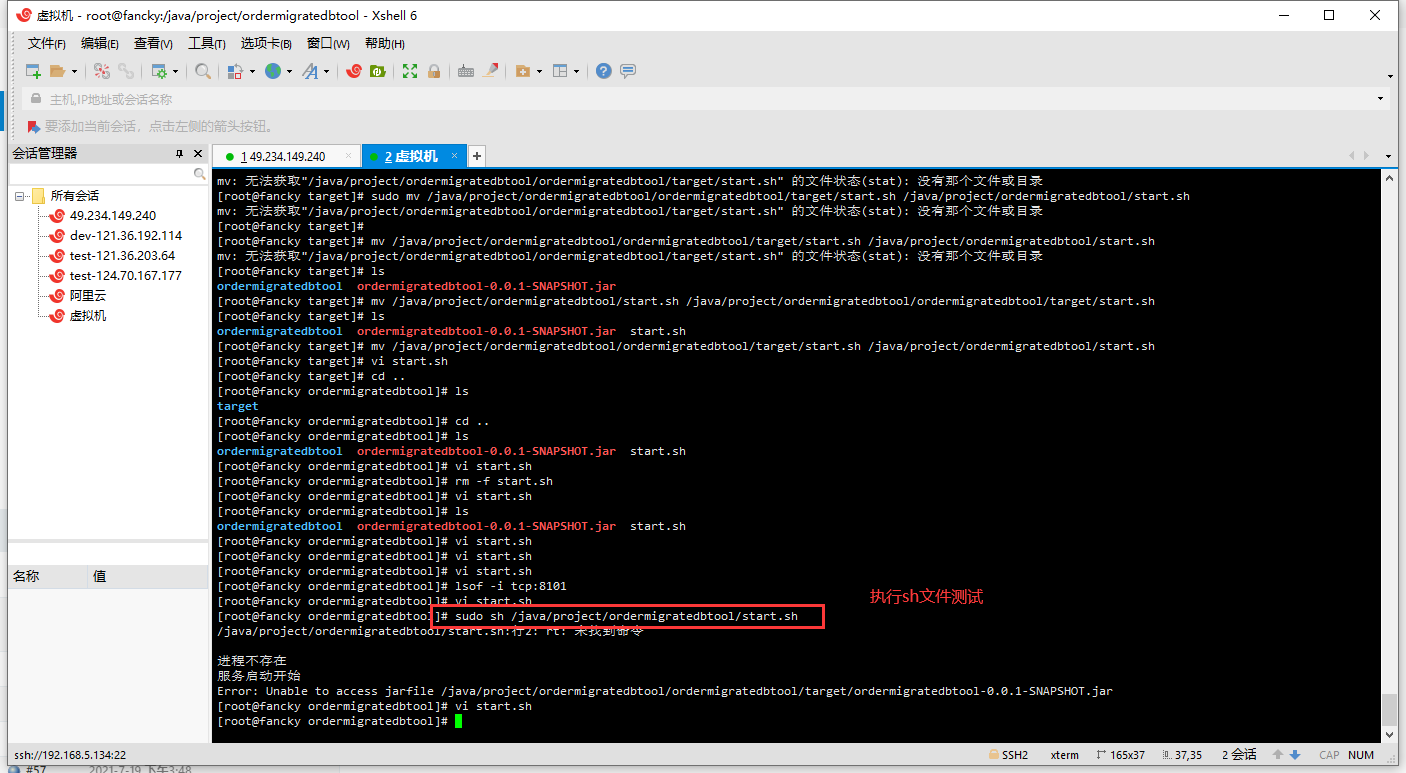 虚拟机 - root@fancky:/java/project/ordermigratedbtool - Xshell 6
文件(F) 编辑(E) 查看(V) 工具(T) 选项卡(B) 窗口(W) 帮助(H)
主机,IP地址或会话名称
要添加当前会话，点击左侧的箭头按钮。
会话管理器
1 49.234.149.240
2 虚拟机
所有会话
49.234.149.240
dev-121.36.192.114
test-121.36.203.64
test-124.70.167.177
阿里云
虚拟机
名称 值
mv: 无法获取"/java/project/ordermigratedbtool/ordermigratedbtool/target/start.sh" 的文件状态(stat): 没有那个文件或目录
[root@fancky target]# sudo mv /java/project/ordermigratedbtool/ordermigratedbtool/target/start.sh /java/project/ordermigratedbtool/start.sh
mv: 无法获取"/java/project/ordermigratedbtool/ordermigratedbtool/target/start.sh" 的文件状态(stat): 没有那个文件或目录
[root@fancky target]#
[root@fancky target]# mv /java/project/ordermigratedbtool/ordermigratedbtool/target/start.sh /java/project/ordermigratedbtool/start.sh
mv: 无法获取"/java/project/ordermigratedbtool/ordermigratedbtool/target/start.sh" 的文件状态(stat): 没有那个文件或目录
[root@fancky target]# ls
ordermigratedbtool ordermigratedbtool-0.0.1-SNAPSHOT.jar
[root@fancky target]# mv /java/project/ordermigratedbtool/start.sh /java/project/ordermigratedbtool/ordermigratedbtool/target/start.sh
[root@fancky target]# ls
ordermigratedbtool ordermigratedbtool-0.0.1-SNAPSHOT.jar start.sh
[root@fancky target]# mv /java/project/ordermigratedbtool/ordermigratedbtool/target/start.sh /java/project/ordermigratedbtool/start.sh
[root@fancky target]# vi start.sh
[root@fancky target]# cd ..
[root@fancky ordermigratedbtool]# ls
target
[root@fancky ordermigratedbtool]# cd ..
[root@fancky ordermigratedbtool]# ls
ordermigratedbtool ordermigratedbtool-0.0.1-SNAPSHOT.jar start.sh
[root@fancky ordermigratedbtool]# vi start.sh
[root@fancky ordermigratedbtool]# rm -f start.sh
[root@fancky ordermigratedbtool]# vi start.sh
[root@fancky ordermigratedbtool]# ls
ordermigratedbtool ordermigratedbtool-0.0.1-SNAPSHOT.jar start.sh
[root@fancky ordermigratedbtool]# vi start.sh
[root@fancky ordermigratedbtool]# vi start.sh
[root@fancky ordermigratedbtool]# vi start.sh
[root@fancky ordermigratedbtool]# lsof -i tcp:8101
[root@fancky ordermigratedbtool]# vi start.sh
执行sh文件测试
[root@fancky ordermigratedbtool]# sudo sh /java/project/ordermigratedbtool/start.sh
/java/project/ordermigratedbtool/start.sh:行2: rt: 未找到命令
进程不存在
服务启动开始
Error: Unable to access jarfile /java/project/ordermigratedbtool/ordermigratedbtool/target/ordermigratedbtool-0.0.1-SNAPSHOT.jar
[root@fancky ordermigratedbtool]# vi start.sh
[root@fancky ordermigratedbtool]#
ssh://192.168.5.134:22 SSH2 xterm 165x37 37,35 2 会话 CAP NUM
#57 2021-7-19 下午3:48